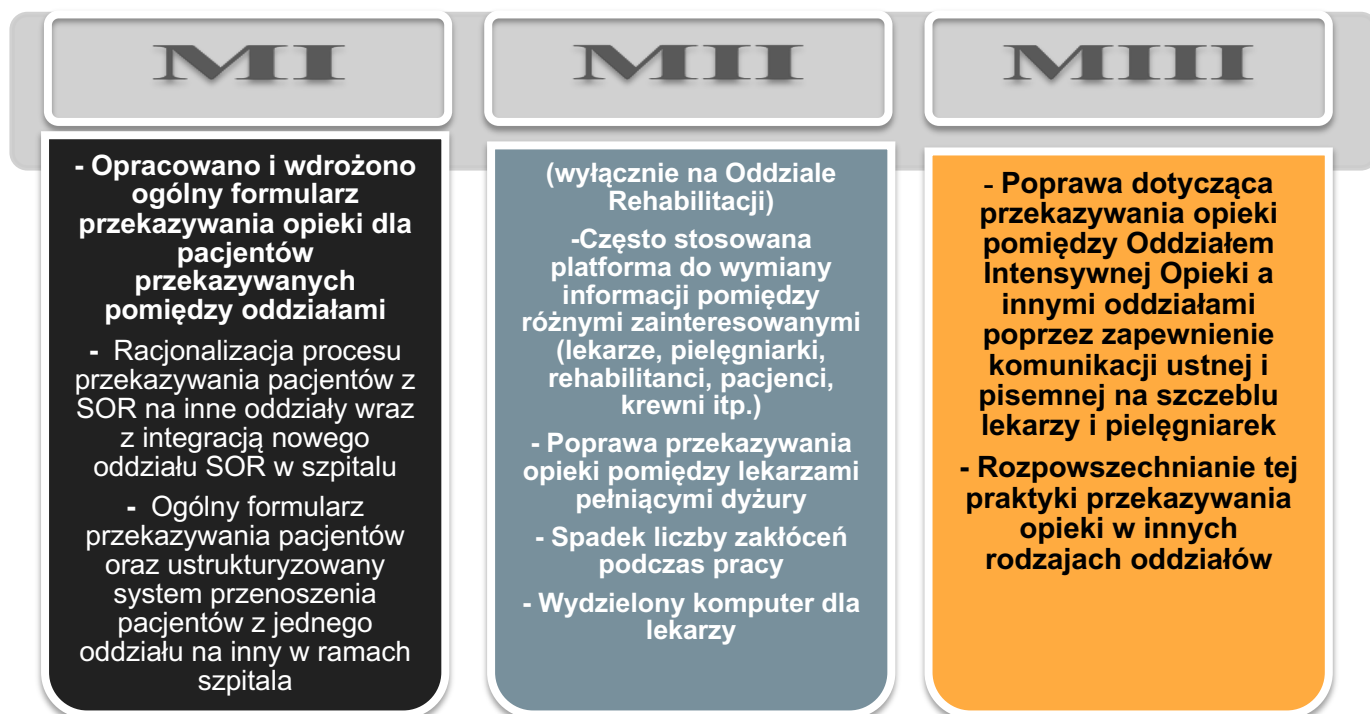 MI
- Opracowano i wdrożono
ogólny formularz
przekazywania opieki dla
pacjentów
przekazywanych
pomiędzy oddziałami
- Racjonalizacja procesu
przekazywania pacjentów z
SOR na inne oddziały wraz
z integracją nowego
oddziału SOR w szpitalu
- Ogólny formularz
przekazywania pacjentów
oraz ustrukturyzowany
system przenoszenia
pacjentów z jednego
oddziału na inny w ramach
szpitala
MII
(wyłącznie na Oddziale
Rehabilitacji)
-Często stosowana
platforma do wymiany
informacji pomiędzy
różnymi zainteresowanymi
(lekarze, pielęgniarki,
rehabilitanci, pacjenci,
krewni itp.)
- Poprawa przekazywania
opieki pomiędzy lekarzami
pełniącymi dyżury
- Spadek liczby zakłóceń
podczas pracy
- Wydzielony komputer dla
lekarzy
MIII
- Poprawa dotycząca
przekazywania opieki
pomiędzy Oddziałem
Intensywnej Opieki a
innymi oddziałami
poprzez zapewnienie
komunikacji ustnej i
pisemnej na szczeblu
lekarzy i pielęgniarek
- Rozpowszechnianie tej
praktyki przekazywania
opieki w innych
rodzajach oddziałów